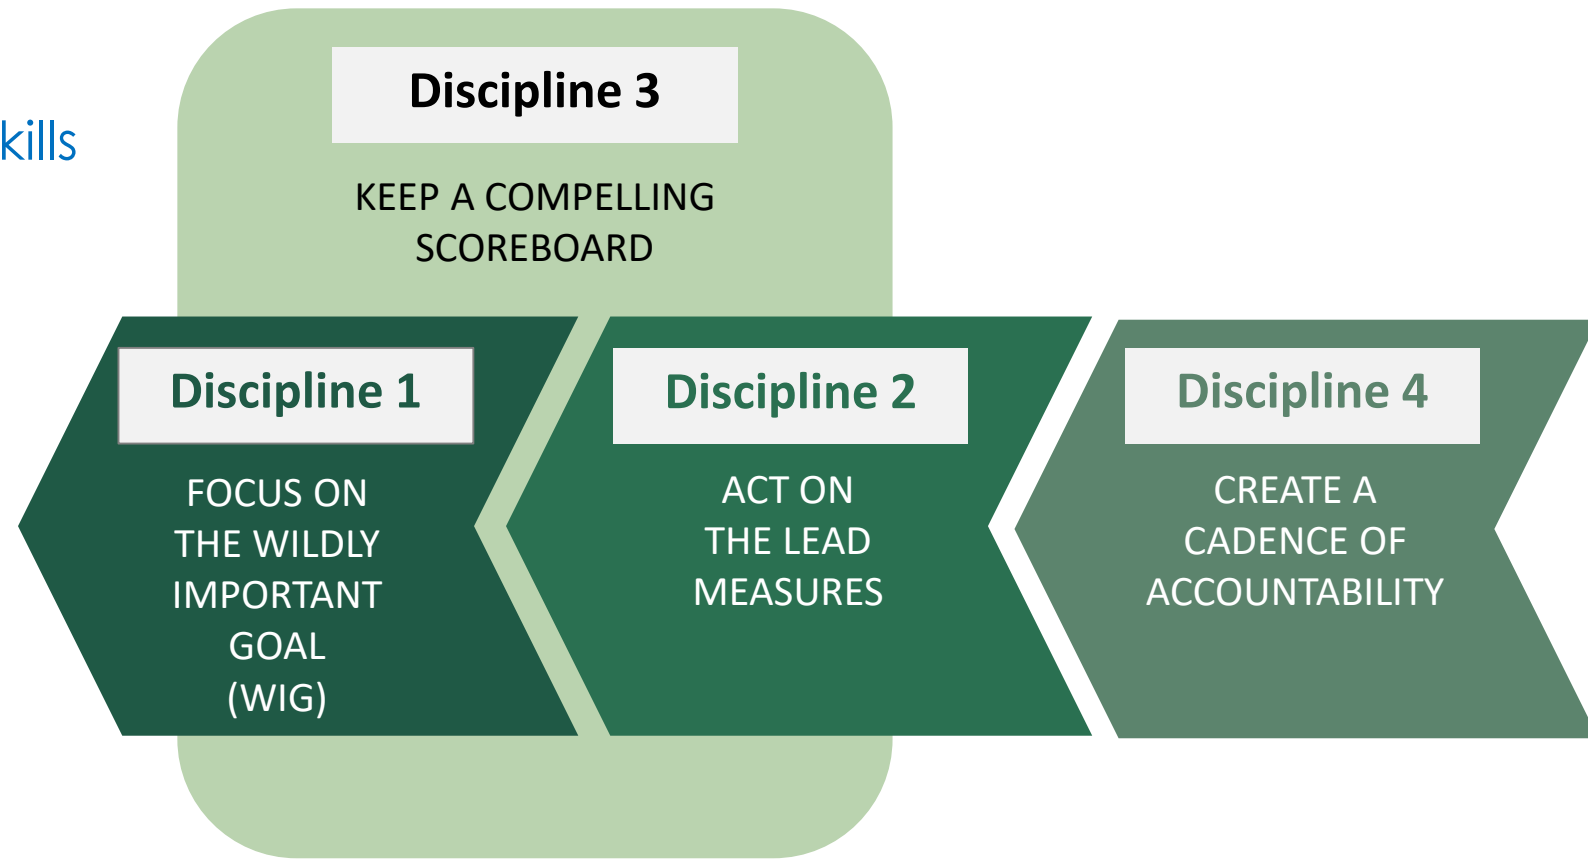 kills
Discipline 3
KEEP A COMPELLING
SCOREBOARD
Discipline 1
FOCUS ON
THE WILDLY
IMPORTANT
GOAL
(WIG)
Discipline 2
ACT ON
THE LEAD
MEASURES
Discipline 4
CREATE A
CADENCE OF
ACCOUNTABILITY